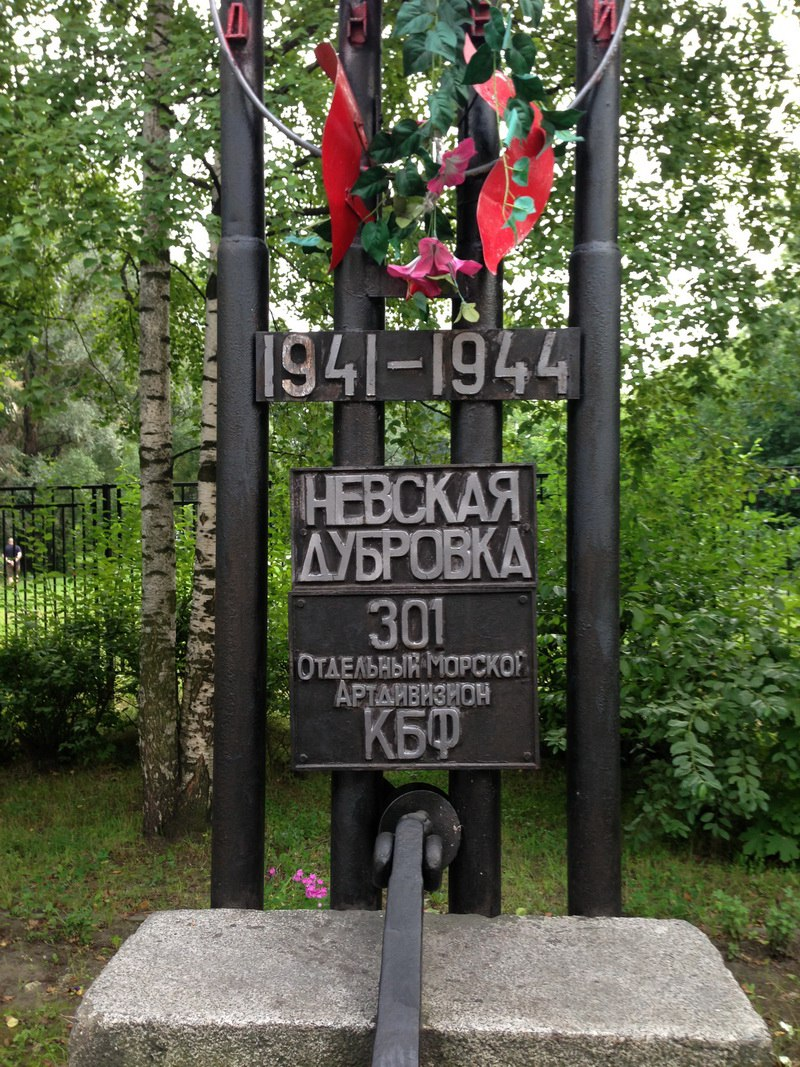 Д Н Е Й
1941-1944
НЕВСКАЯ
ДУБРОВКА
301
Отдельный Морской
Артдивизион
КБФ